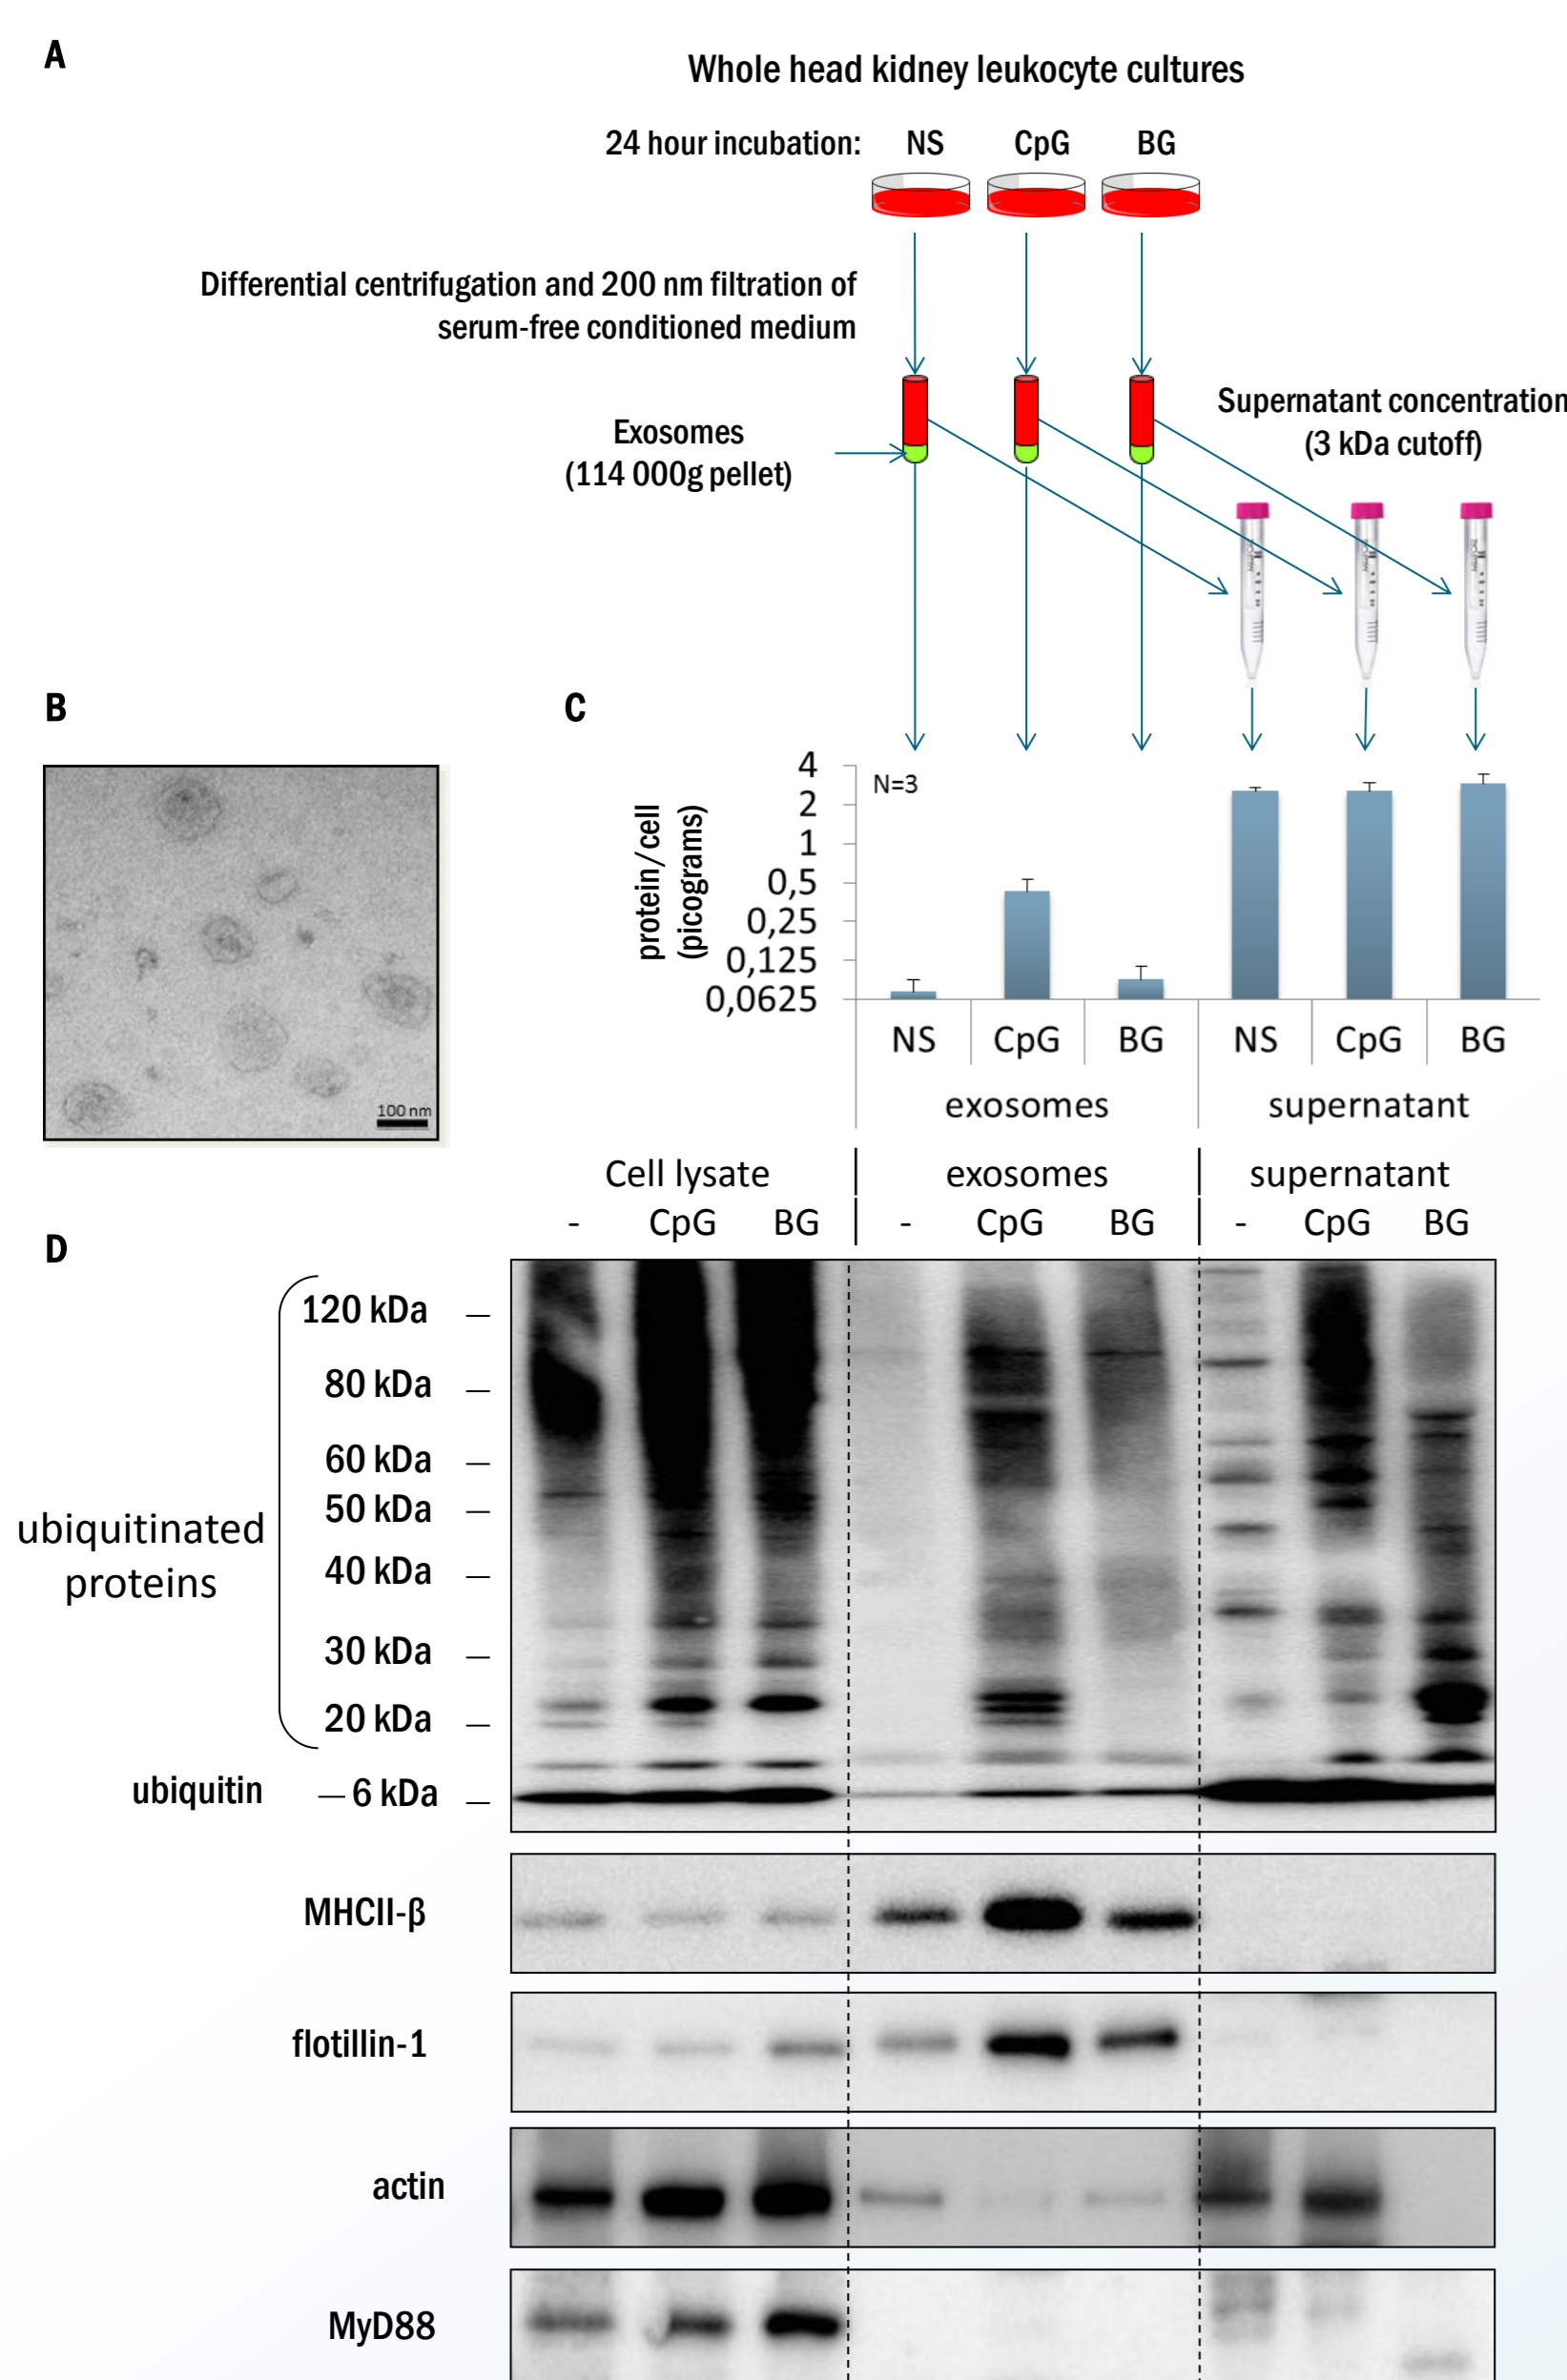 A
Whole head kidney leukocyte cultures
24 hour incubation: NS CpG BG
Differential centrifugation and 200 nm filtration of
serum-free conditioned medium
Supernatant concentration
(3 kDa cutoff)
Exosomes
(114 000g pellet)
B
100 nm
C
protein/cell
(picograms)
N=3
4
2
1
0,5
0,25
0,125
0,0625
NS CpG BG NS CpG BG
exosomes supernatant
Cell lysate exosomes supernatant
- CpG BG - CpG BG - CpG BG
D
120 kDa
80 kDa
60 kDa
50 kDa
40 kDa
30 kDa
20 kDa
ubiquitinated
proteins
ubiquitin — 6 kDa
MHCII-β
flotillin-1
actin
MyD88